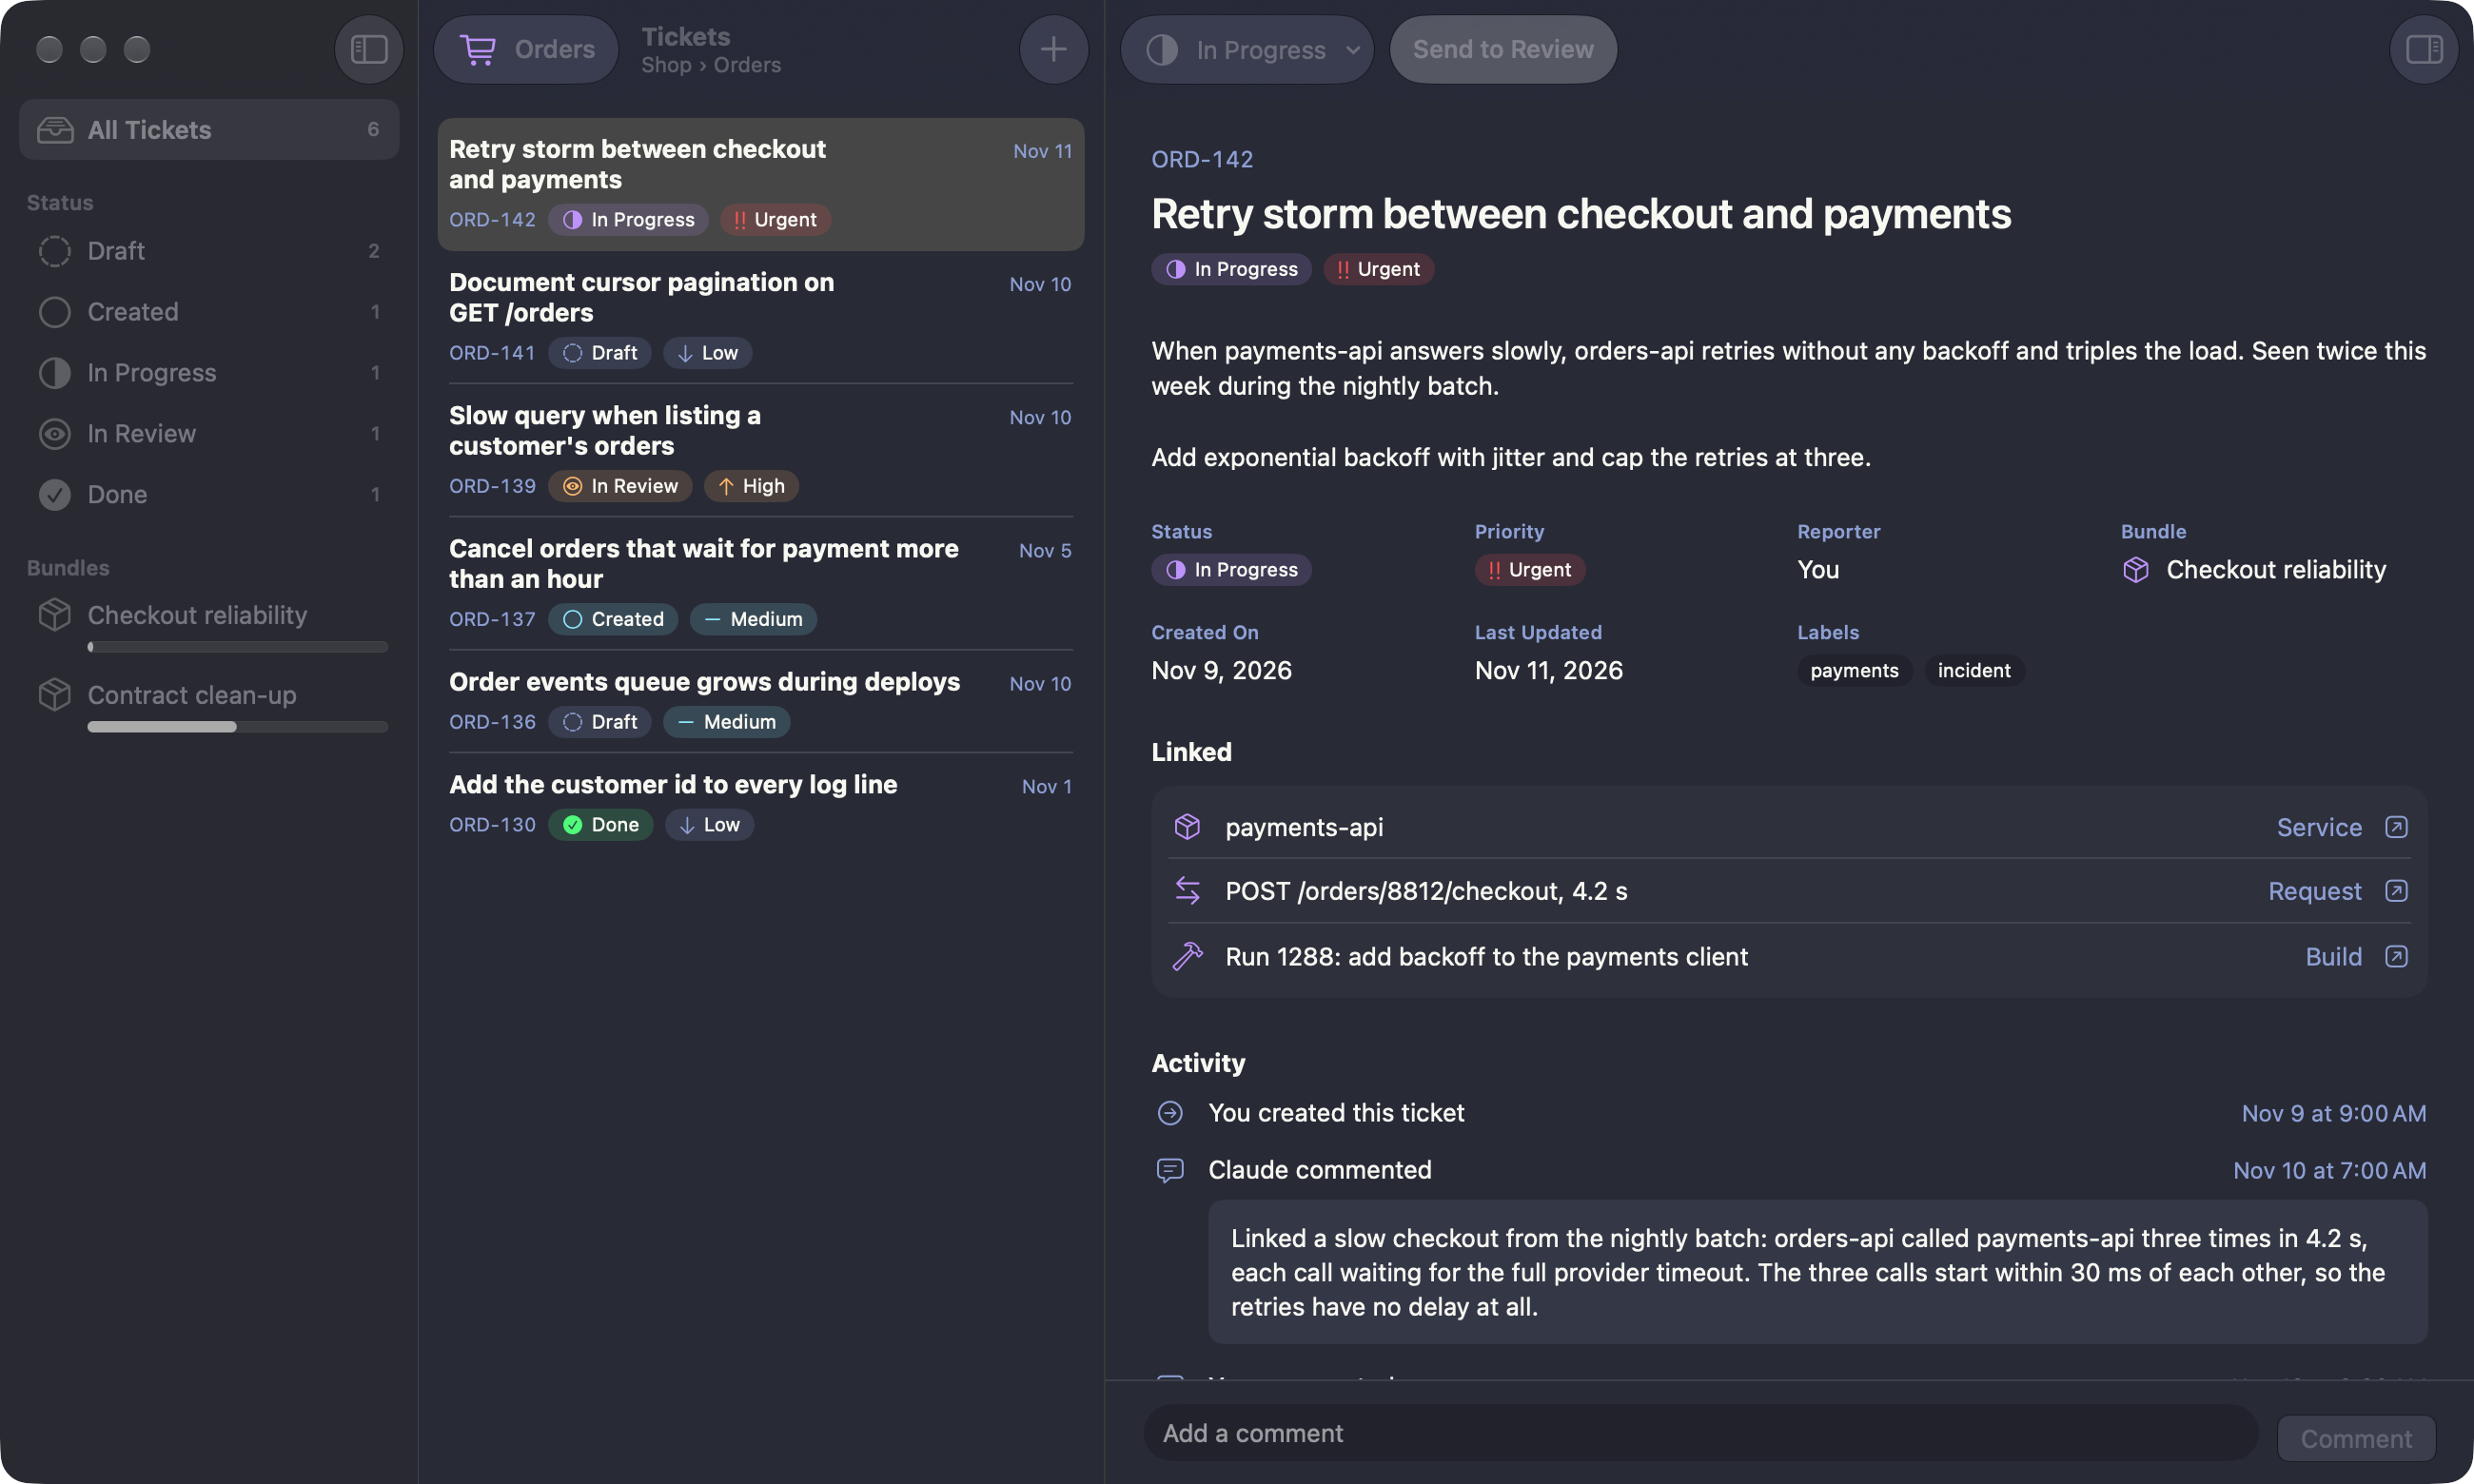 All Tickets 6
Status
Draft 2
Created 1
In Progress 1
In Review 1
Done 1
Bundles
Checkout reliability
Contract clean-up
Orders
Tickets
Shop › Orders
Retry storm between checkout
and payments
Nov 11
ORD-142 In Progress !! Urgent
Document cursor pagination on
GET /orders
Nov 10
ORD-141 Draft Low
Slow query when listing a
customer's orders
Nov 10
ORD-139 In Review High
Cancel orders that wait for payment more
than an hour
Nov 5
ORD-137 Created Medium
Order events queue grows during deploys
Nov 10
ORD-136 Draft Medium
Add the customer id to every log line
Nov 1
ORD-130 Done Low
In Progress
Send to Review
ORD-142
Retry storm between checkout and payments
In Progress !! Urgent
When payments-api answers slowly, orders-api retries without any backoff and triples the load. Seen twice this
week during the nightly batch.
Add exponential backoff with jitter and cap the retries at three.
Status Priority Reporter Bundle
In Progress !! Urgent You Checkout reliability
Created On Last Updated Labels
Nov 9, 2026 Nov 11, 2026 payments incident
Linked
payments-api Service
POST /orders/8812/checkout, 4.2 s Request
Run 1288: add backoff to the payments client Build
Activity
You created this ticket Nov 9 at 9:00 AM
Claude commented Nov 10 at 7:00 AM
Linked a slow checkout from the nightly batch: orders-api called payments-api three times in 4.2 s,
each call waiting for the full provider timeout. The three calls start within 30 ms of each other, so the
retries have no delay at all.
Add a comment
Comment